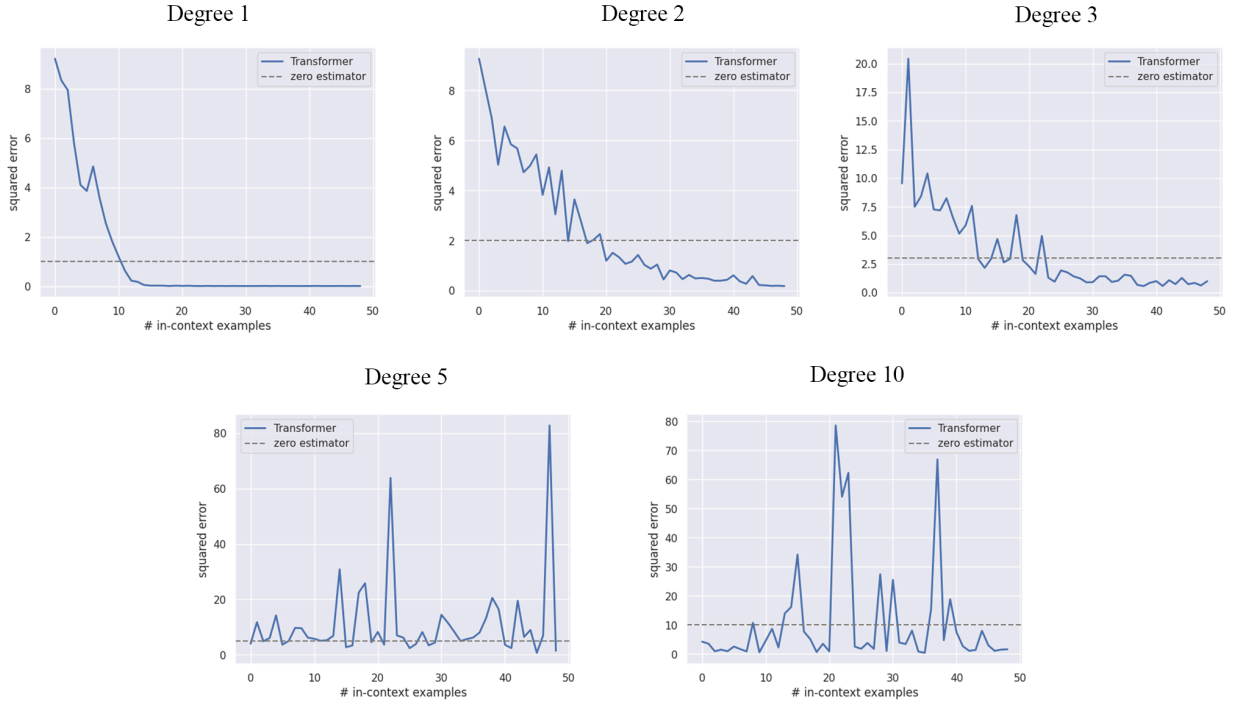 Degree 1
Degree 2
Degree 3
Transformer
zero estimator
8
6
4
2
0
squared error
0
10
20
30
40
50
# in-context examples
Transformer
zero estimator
8
6
4
2
0
squared error
0
10
20
30
40
50
# in-context examples
Transformer
zero estimator
20.0
17.5
15.0
12.5
10.0
7.5
5.0
2.5
0.0
squared error
0
10
20
30
40
50
# in-context examples
Degree 5
Degree 10
Transformer
zero estimator
80
60
40
20
0
squared error
0
10
20
30
40
50
# in-context examples
Transformer
zero estimator
80
70
60
50
40
30
20
10
0
squared error
0
10
20
30
40
50
# in-context examples